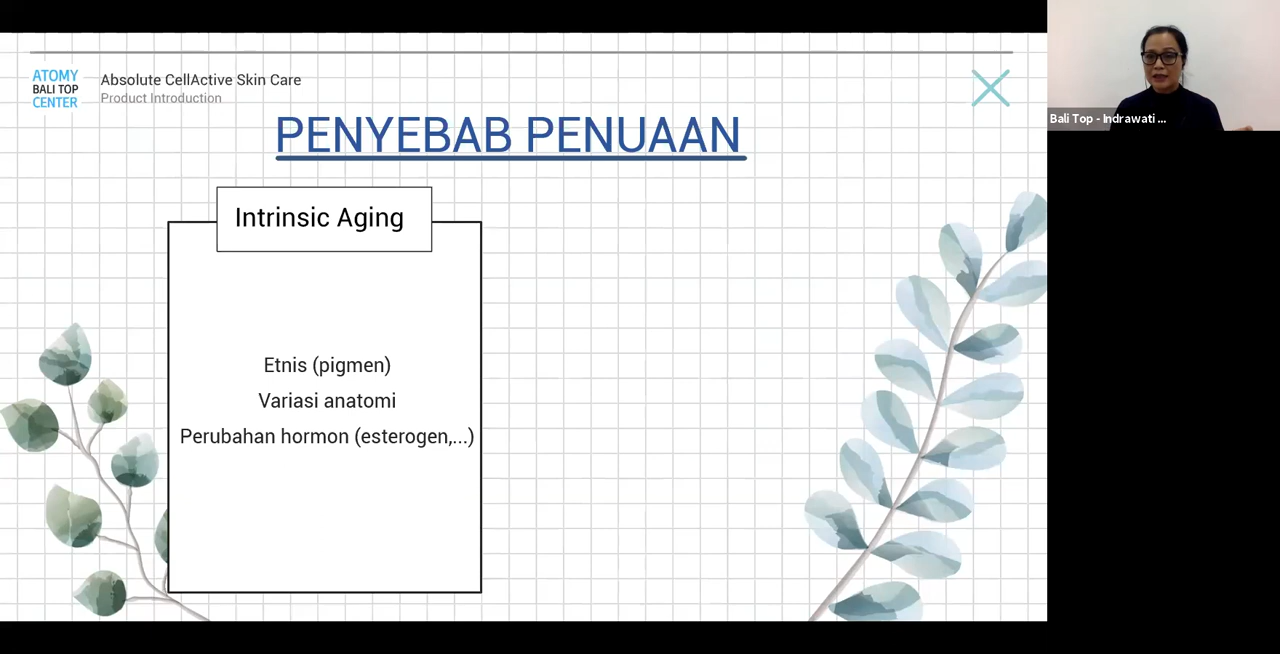 ATOMY
BALI TOP
CENTER
Absolute CellActive Skin Care
Product Introduction
PENYEBAB PENUAAN
Intrinsic Aging
Etnis (pigmen)
Variasi anatomi
Perubahan hormon (esterogen,...)
Bali Top - Indrawati ...